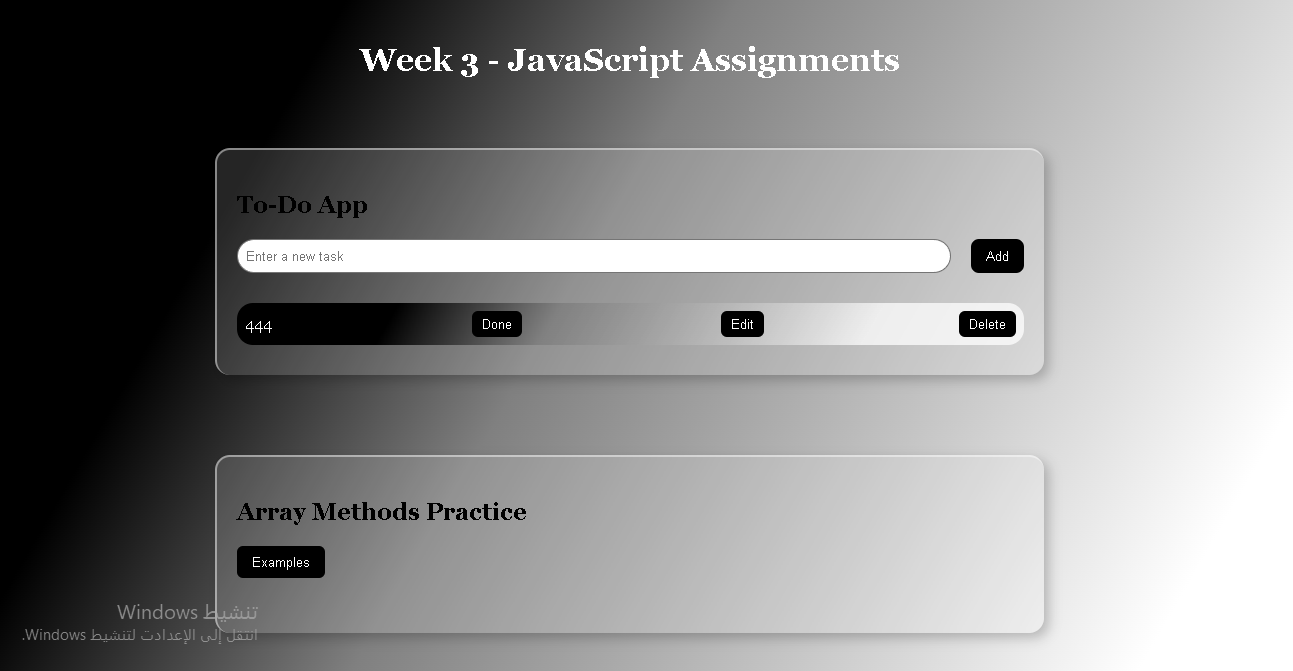 Week 3 - JavaScript Assignments
To-Do App
Enter a new task
Add
444
Done
Edit
Delete
Array Methods Practice
Examples
تنشيط Windows
انتقل إلى الإعدادت لتنشيط Windows.